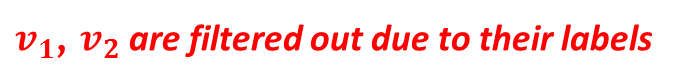 𝒗₁, 𝒗₂ are filtered out due to their labels